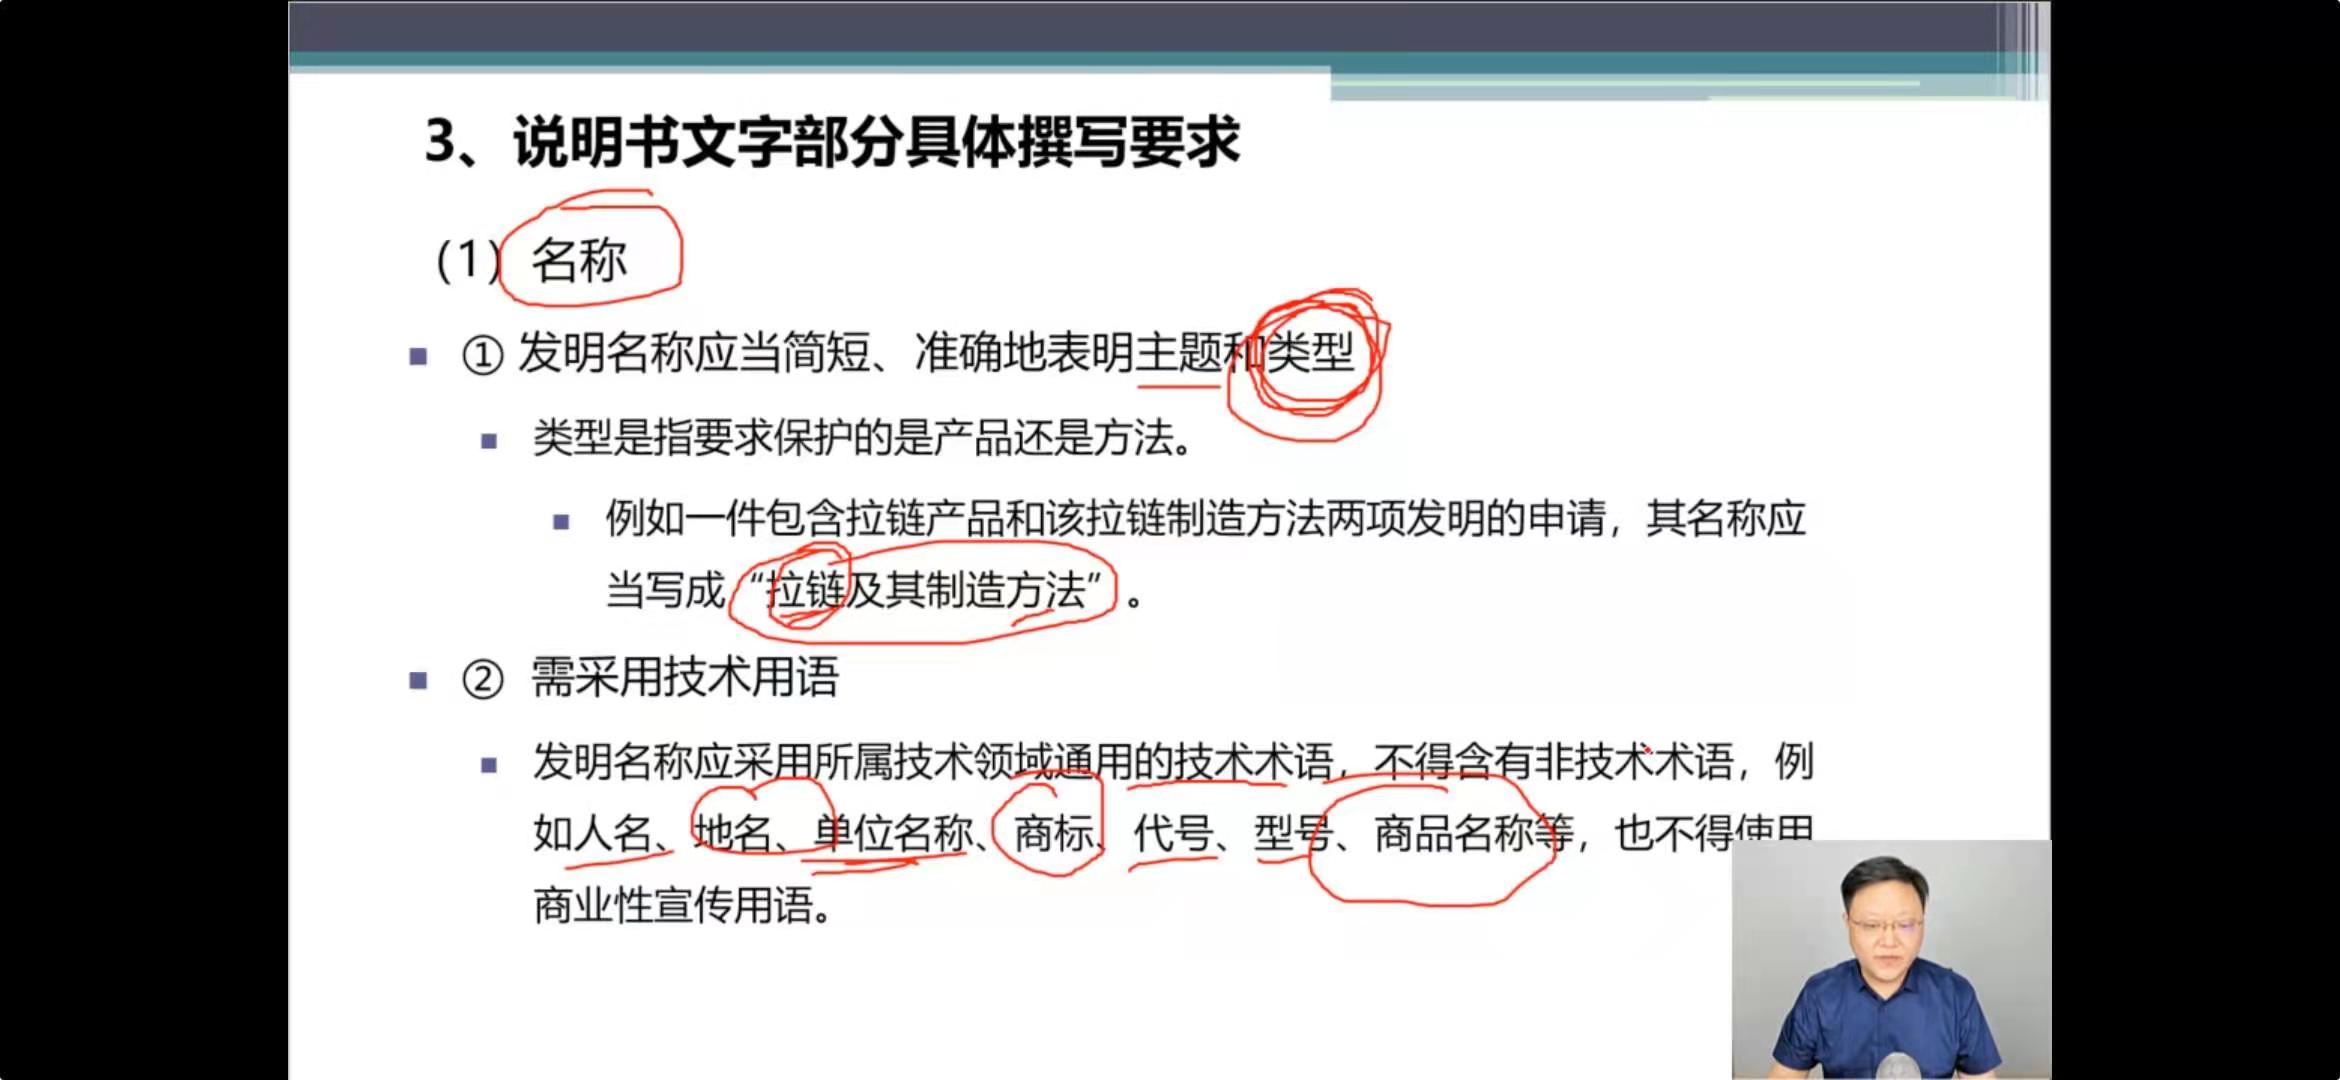 3、说明书文字部分具体撰写要求
（1）名称
① 发明名称应当简短、准确地表明主题和类型
类型是指要求保护的是产品还是方法。
例如一件包含拉链产品和该拉链制造方法两项发明的申请，其名称应
当写成“拉链及其制造方法”。
② 需采用技术用语
发明名称应采用所属技术领域通用的技术术语，不得含有非技术术语，例
如人名、地名、单位名称、商标、代号、型号、商品名称等，也不得使用
商业性宣传用语。